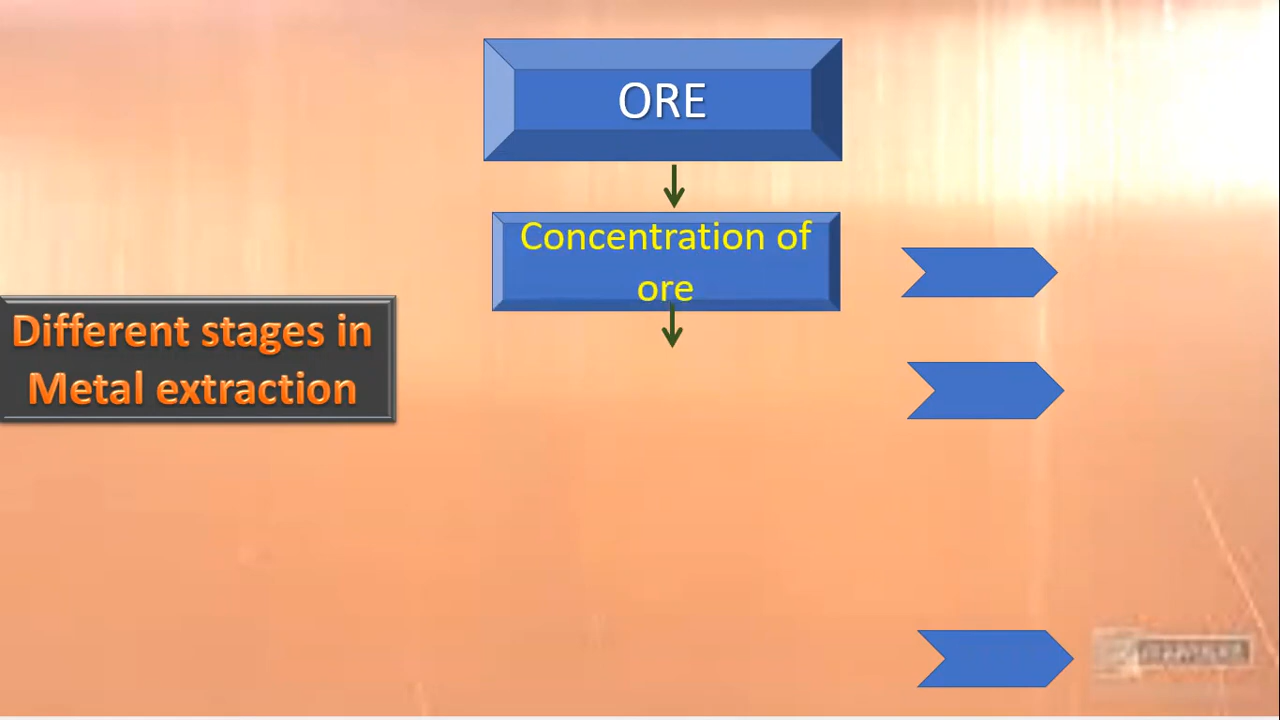 ORE
Concentration of
ore
Different stages in
Metal extraction